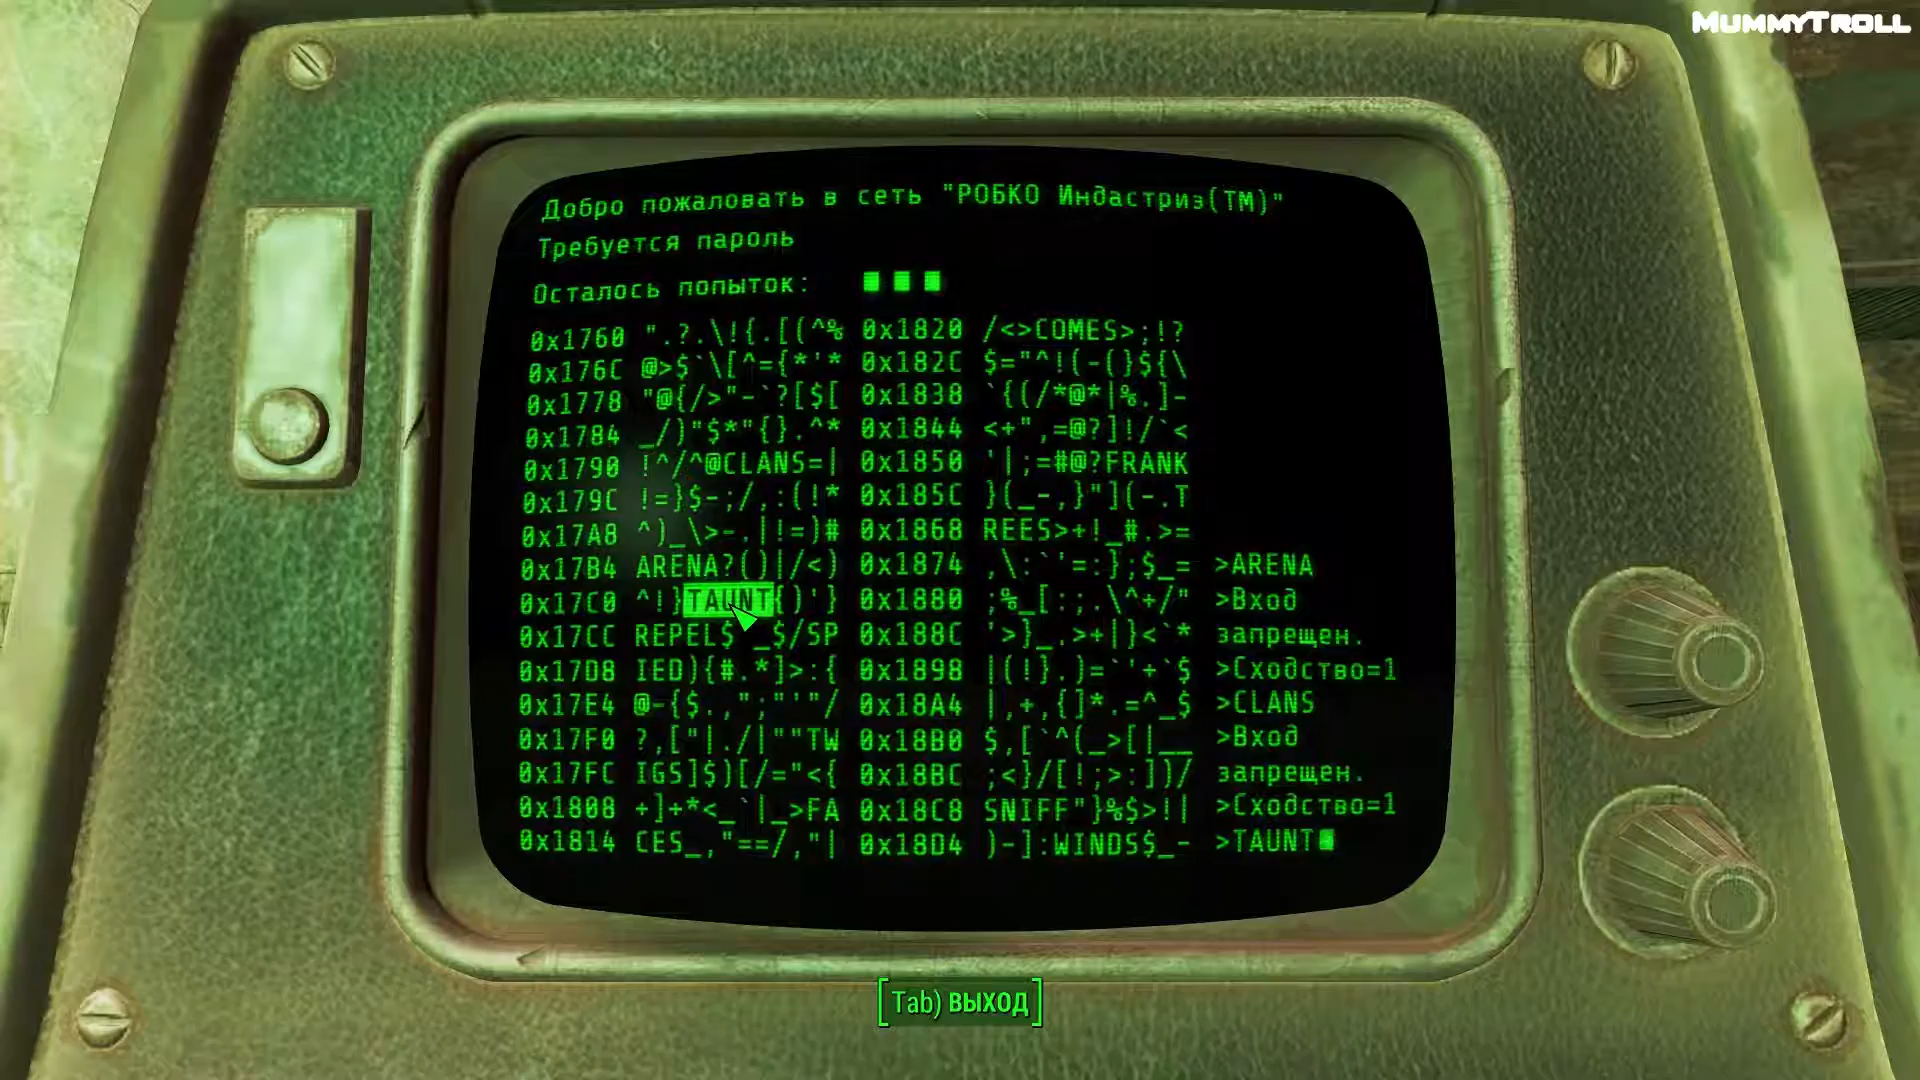 MUMMYTROLL
Добро пожаловать в сеть "РОБКО Индастриз(ТМ)"
Требуется пароль
Осталось попыток: ■ ■ ■
0x1760 ".?.\!{.[(^% 0x1820 /<>COMES>;!?
0x176C @>$`\[^={*'* 0x182C $="^!(-(}${\
0x1778 "@{/>"-`?[$[ 0x1838 `{(/*@*|%.]-
0x1784 _/)"$*"{}.^* 0x1844 <+",=@?]!/`<
0x1790 !^/^@CLANS=| 0x1850 '|;=#@?FRANK
0x179C !=}$-;/,:(!* 0x185C }(_-,}"](-.T
0x17A8 ^)_\>-.|!=)# 0x1868 REES>+!_#.>=
0x17B4 ARENA?()|/<) 0x1874 ,\:`'=:};$_= >ARENA
0x17C0 ^!}TAUNT{)'} 0x1880 ;%_[:;.\^+/" >Вход
0x17CC REPEL$ _$/SP 0x188C '>}_.>+|}<`* запрещен.
0x17D8 IED){#.*]>:{ 0x1898 |(!}.)=`'+`$ >Сходство=1
0x17E4 @-{$.,";"'"/ 0x18A4 |,+,{]*.=^_$ >CLANS
0x17F0 ?,["|./|""TW 0x18B0 $,[`^(_>[|__ >Вход
0x17FC IGS]$)[/="<{ 0x18BC ;<}/[!;>:])/ запрещен.
0x1808 +]+*<_`|_>FA 0x18C8 SNIFF"}%$>!| >Сходство=1
0x1814 CES_,"==/,"| 0x18D4 )-]:WINDS$_- >TAUNT■
[Tab) ВЫХОД]